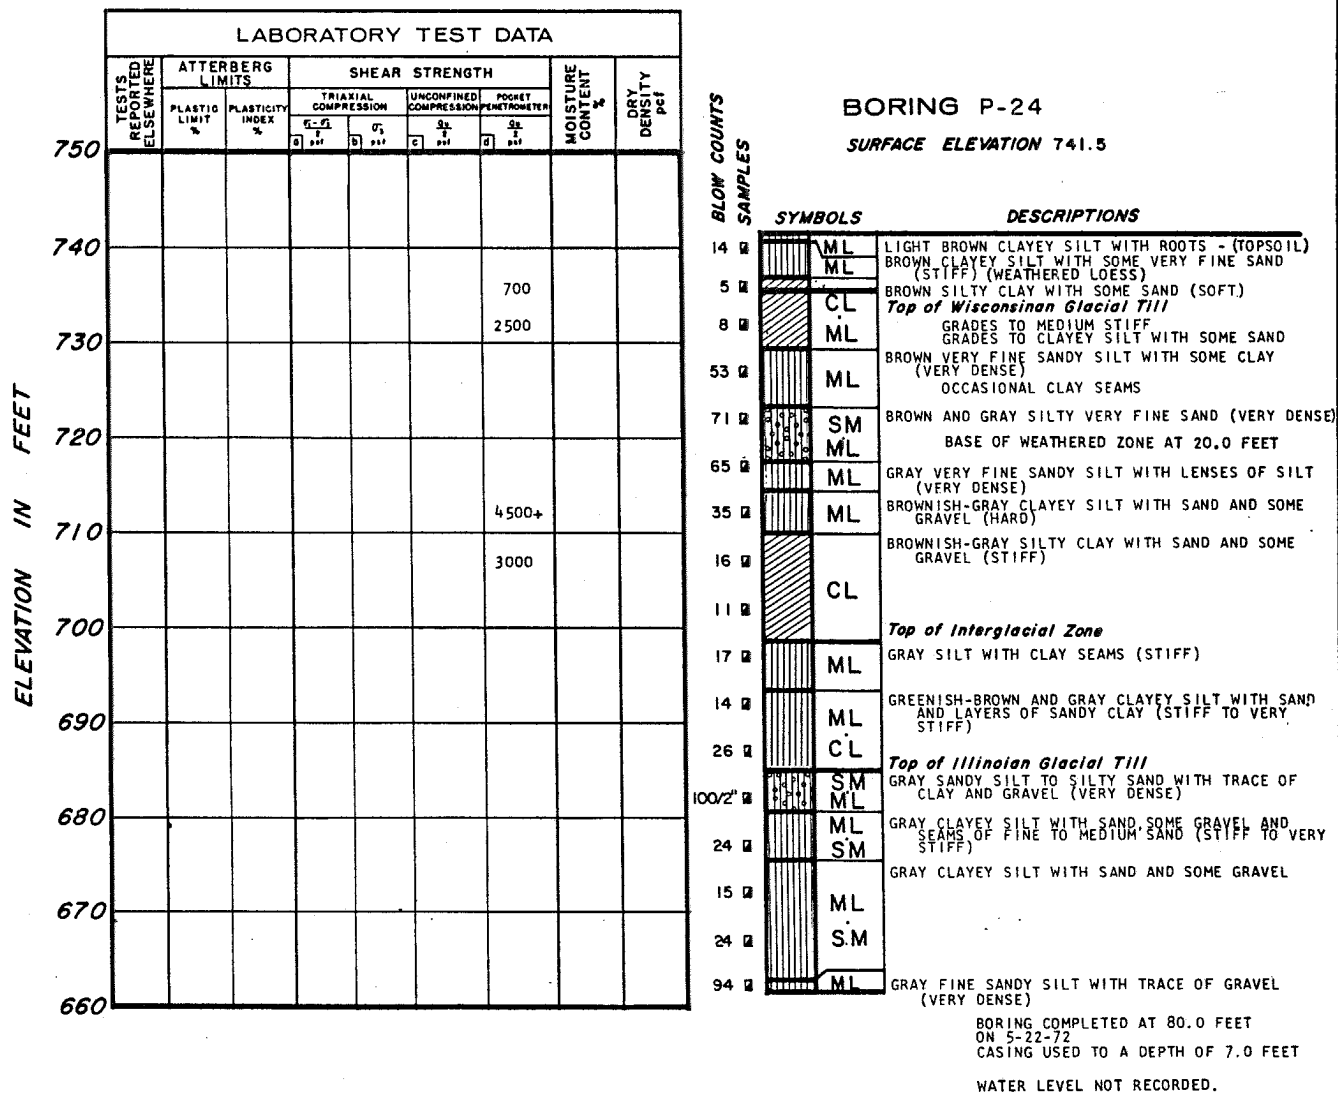 LABORATORY TEST DATA
TESTS REPORTED ELSEWHERE
ATTERBERG LIMITS
PLASTIC LIMIT %
PLASTICITY INDEX %
SHEAR STRENGTH
TRIAXIAL COMPRESSION
UNCONFINED COMPRESSION
POCKET PENETROMETER
a
b
c
d
MOISTURE CONTENT %
DRY DENSITY pcf
BORING P-24
SURFACE ELEVATION 741.5
BLOW COUNTS
SAMPLES
SYMBOLS
DESCRIPTIONS
ELEVATION IN FEET
750
740
730
720
710
700
690
680
670
660
700
2500
4500+
3000
14
5
8
53
71
65
35
16
11
17
14
26
100/2"
24
15
24
94
ML
LIGHT BROWN CLAYEY SILT WITH ROOTS - (TOPSOIL)
ML
BROWN CLAYEY SILT WITH SOME VERY FINE SAND
(STIFF) (WEATHERED LOESS)
BROWN SILTY CLAY WITH SOME SAND (SOFT)
Top of Wisconsinan Glacial Till
CL
ML
GRADES TO MEDIUM STIFF
GRADES TO CLAYEY SILT WITH SOME SAND
ML
BROWN VERY FINE SANDY SILT WITH SOME CLAY
(VERY DENSE)
OCCASIONAL CLAY SEAMS
SM
ML
BROWN AND GRAY SILTY VERY FINE SAND (VERY DENSE)
BASE OF WEATHERED ZONE AT 20.0 FEET
ML
GRAY VERY FINE SANDY SILT WITH LENSES OF SILT
(VERY DENSE)
ML
BROWNISH-GRAY CLAYEY SILT WITH SAND AND SOME
GRAVEL (HARD)
CL
BROWNISH-GRAY SILTY CLAY WITH SAND AND SOME
GRAVEL (STIFF)
Top of Interglacial Zone
ML
GRAY SILT WITH CLAY SEAMS (STIFF)
ML
CL
GREENISH-BROWN AND GRAY CLAYEY SILT WITH SAND
AND LAYERS OF SANDY CLAY (STIFF TO VERY
STIFF)
Top of Illinoian Glacial Till
SM
ML
GRAY SANDY SILT TO SILTY SAND WITH TRACE OF
CLAY AND GRAVEL (VERY DENSE)
ML
SM
GRAY CLAYEY SILT WITH SAND, SOME GRAVEL AND
SEAMS OF FINE TO MEDIUM SAND (STIFF TO VERY
STIFF)
ML
SM
GRAY CLAYEY SILT WITH SAND AND SOME GRAVEL
ML
GRAY FINE SANDY SILT WITH TRACE OF GRAVEL
(VERY DENSE)
BORING COMPLETED AT 80.0 FEET
ON 5-22-72
CASING USED TO A DEPTH OF 7.0 FEET
WATER LEVEL NOT RECORDED.